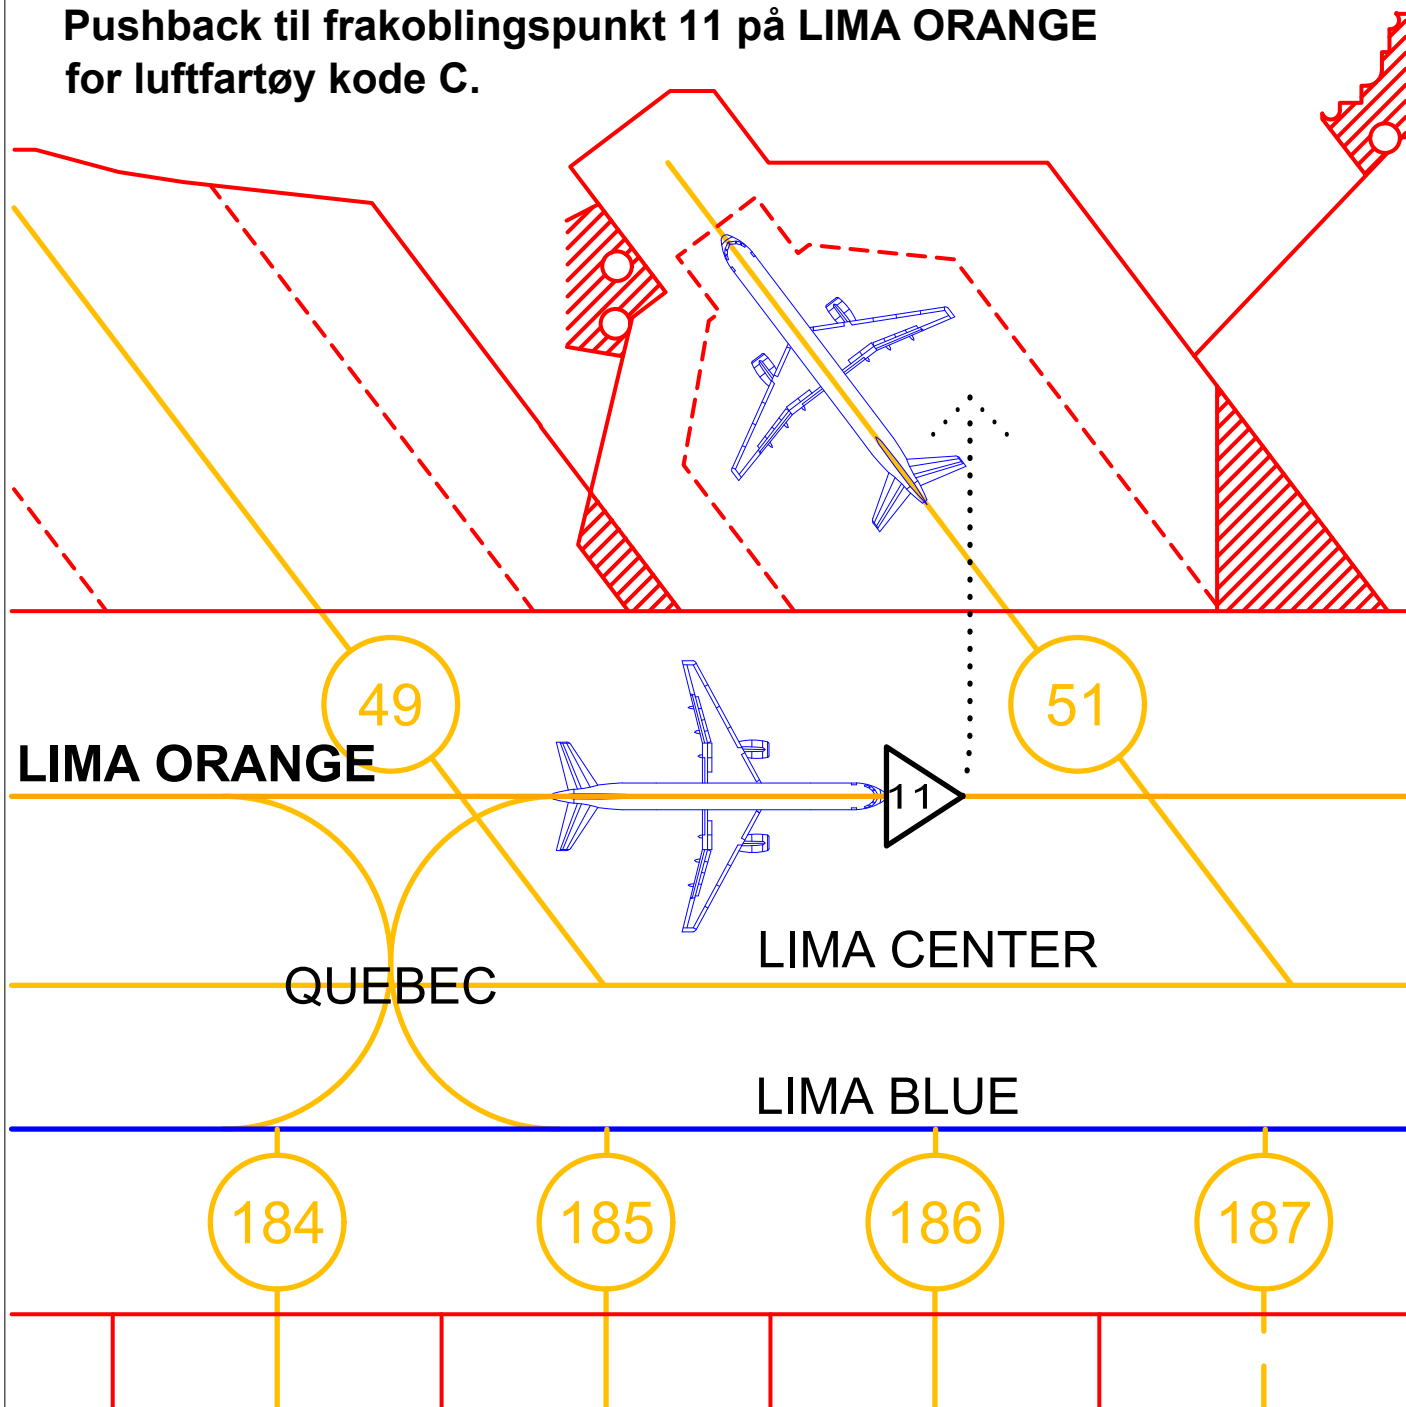 Pushback til frakoblingspunkt 11 på LIMA ORANGE
for luftfartøy kode C.
49
51
LIMA ORANGE
11
LIMA CENTER
QUEBEC
LIMA BLUE
184
185
186
187